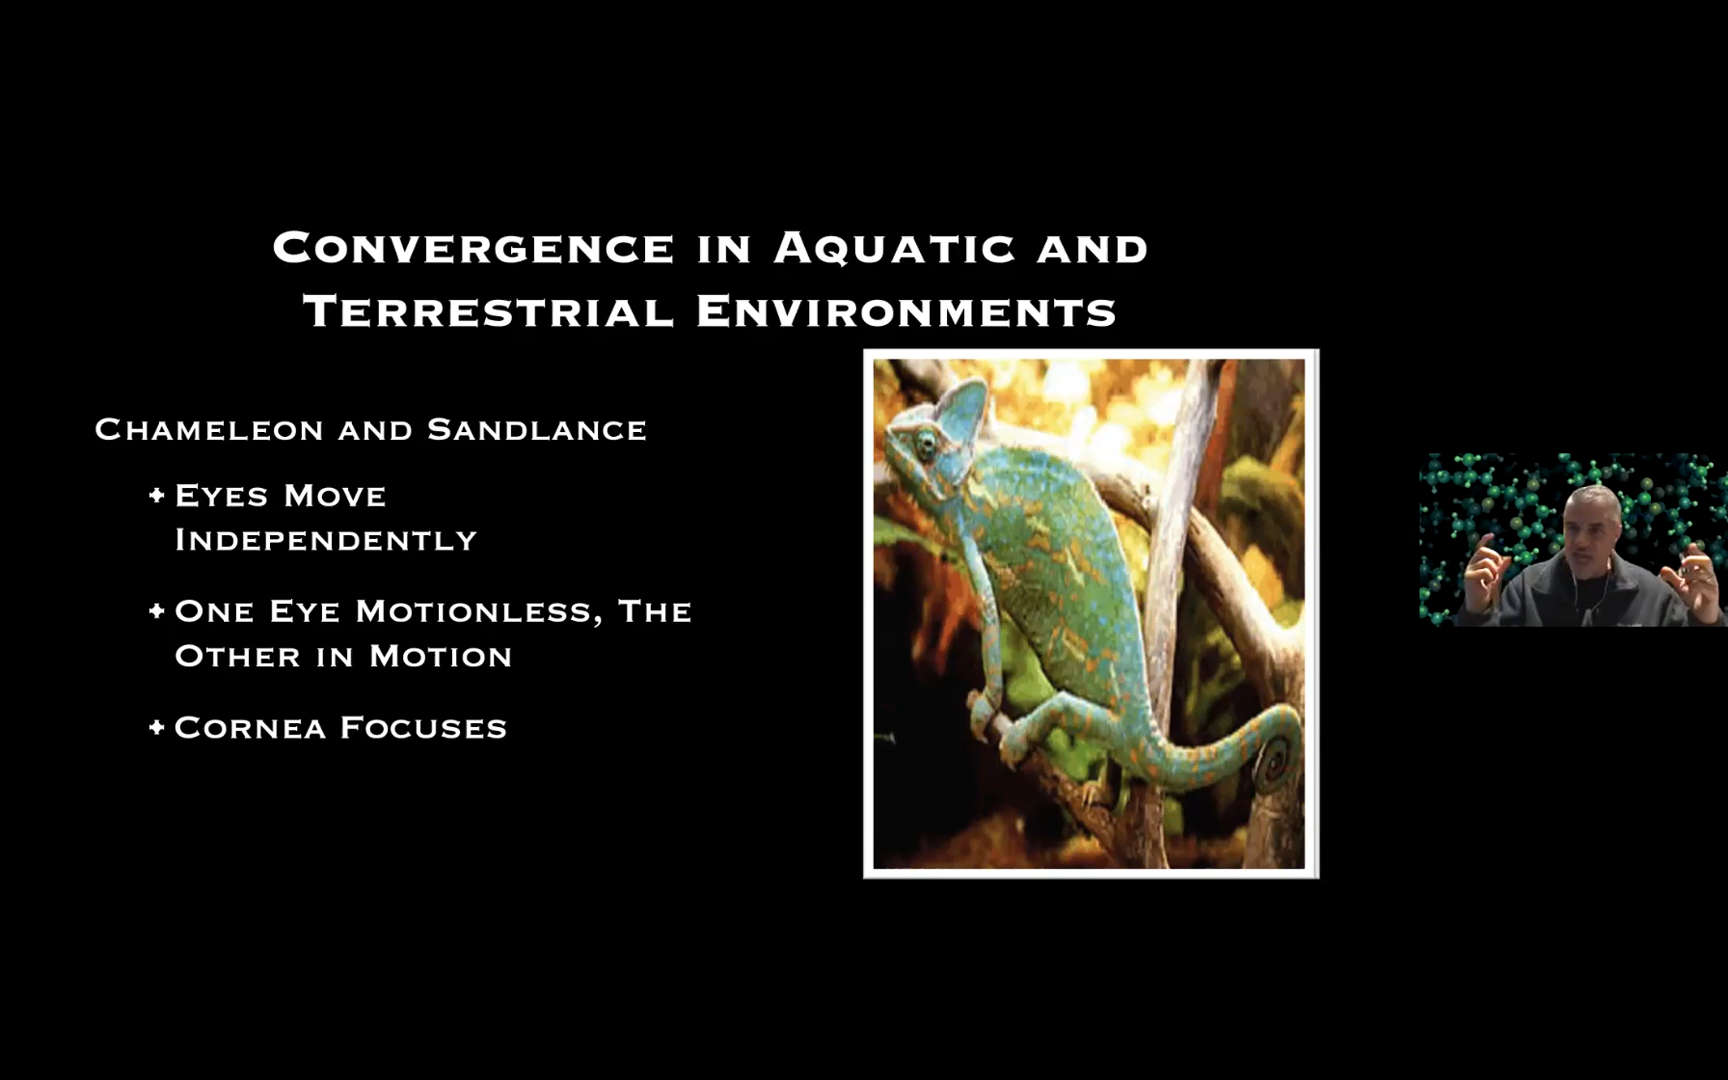 Convergence in Aquatic and
Terrestrial Environments
Chameleon and Sandlance
Eyes Move
Independently
One Eye Motionless, The
Other in Motion
Cornea Focuses